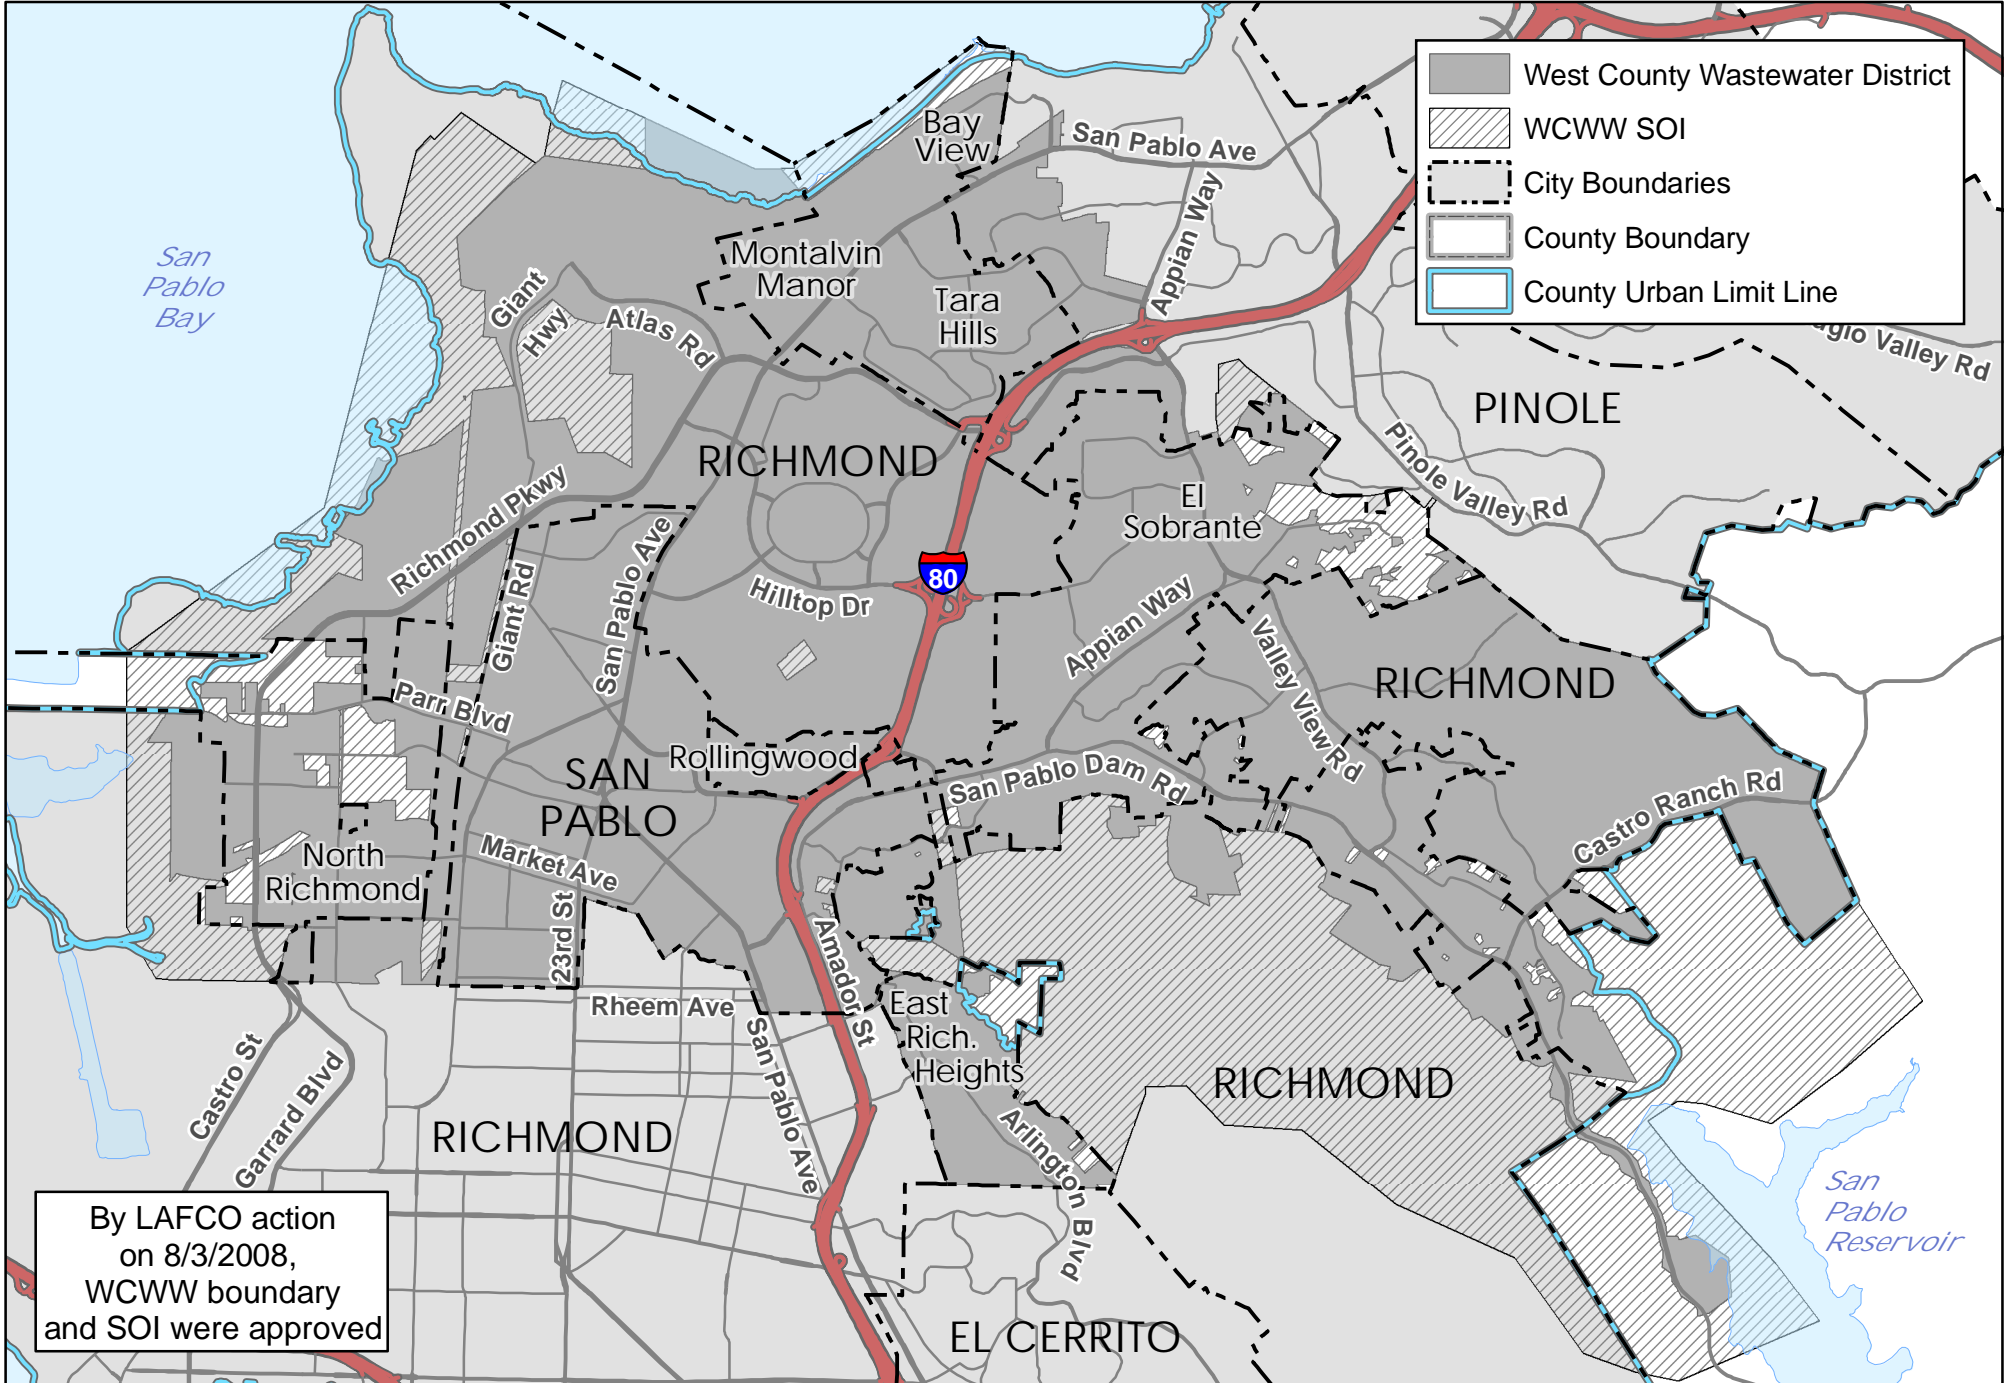 West County Wastewater District
WCWW SOI
City Boundaries
County Boundary
County Urban Limit Line
San
Pablo
Bay
Bay
View
San Pablo Ave
Appian Way
Montalvin
Manor
Tara
Hills
Giant
Hwy
Atlas Rd
Valley Rd
PINOLE
RICHMOND
Pinole Valley Rd
El
Sobrante
Richmond Pkwy
San Pablo Ave
Giant Rd
80
Hilltop Dr
Appian Way
Valley View Rd
RICHMOND
Parr Blvd
Rollingwood
SAN
PABLO
San Pablo Dam Rd
Castro Ranch Rd
North
Richmond
Market Ave
23rd St
Amador St
Rheem Ave
East
Rich.
Heights
San Pablo Ave
Castro St
Garrard Blvd
RICHMOND
RICHMOND
Arlington Blvd
San
Pablo
Reservoir
EL CERRITO
By LAFCO action
on 8/3/2008,
WCWW boundary
and SOI were approved